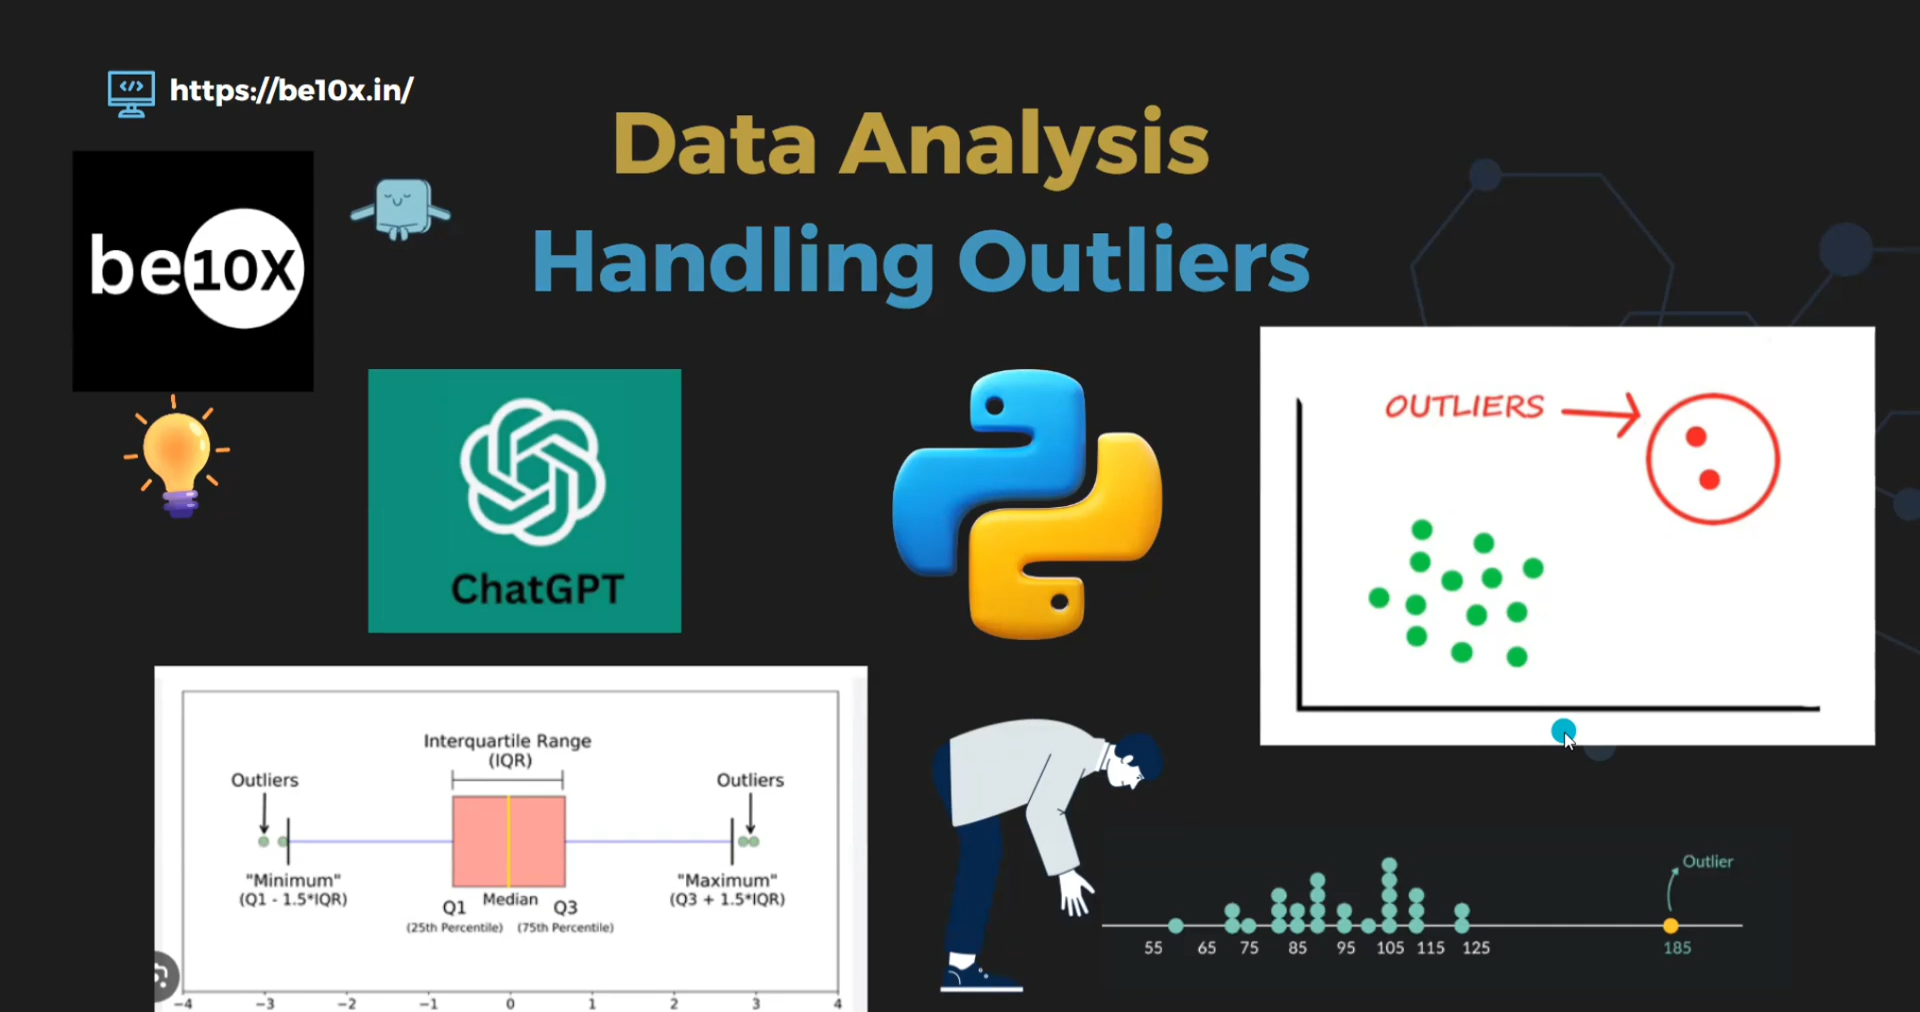 https://be10x.in/
be10X
Data Analysis
Handling Outliers
ChatGPT
OUTLIERS
Interquartile Range
(IQR)
Outliers
Outliers
"Minimum"
(Q1 - 1.5*IQR)
"Maximum"
(Q3 + 1.5*IQR)
Q1 Median Q3
(25th Percentile) (75th Percentile)
−4 −3 −2 −1 0 1 2 3 4
Outlier
55 65 75 85 95 105 115 125 185